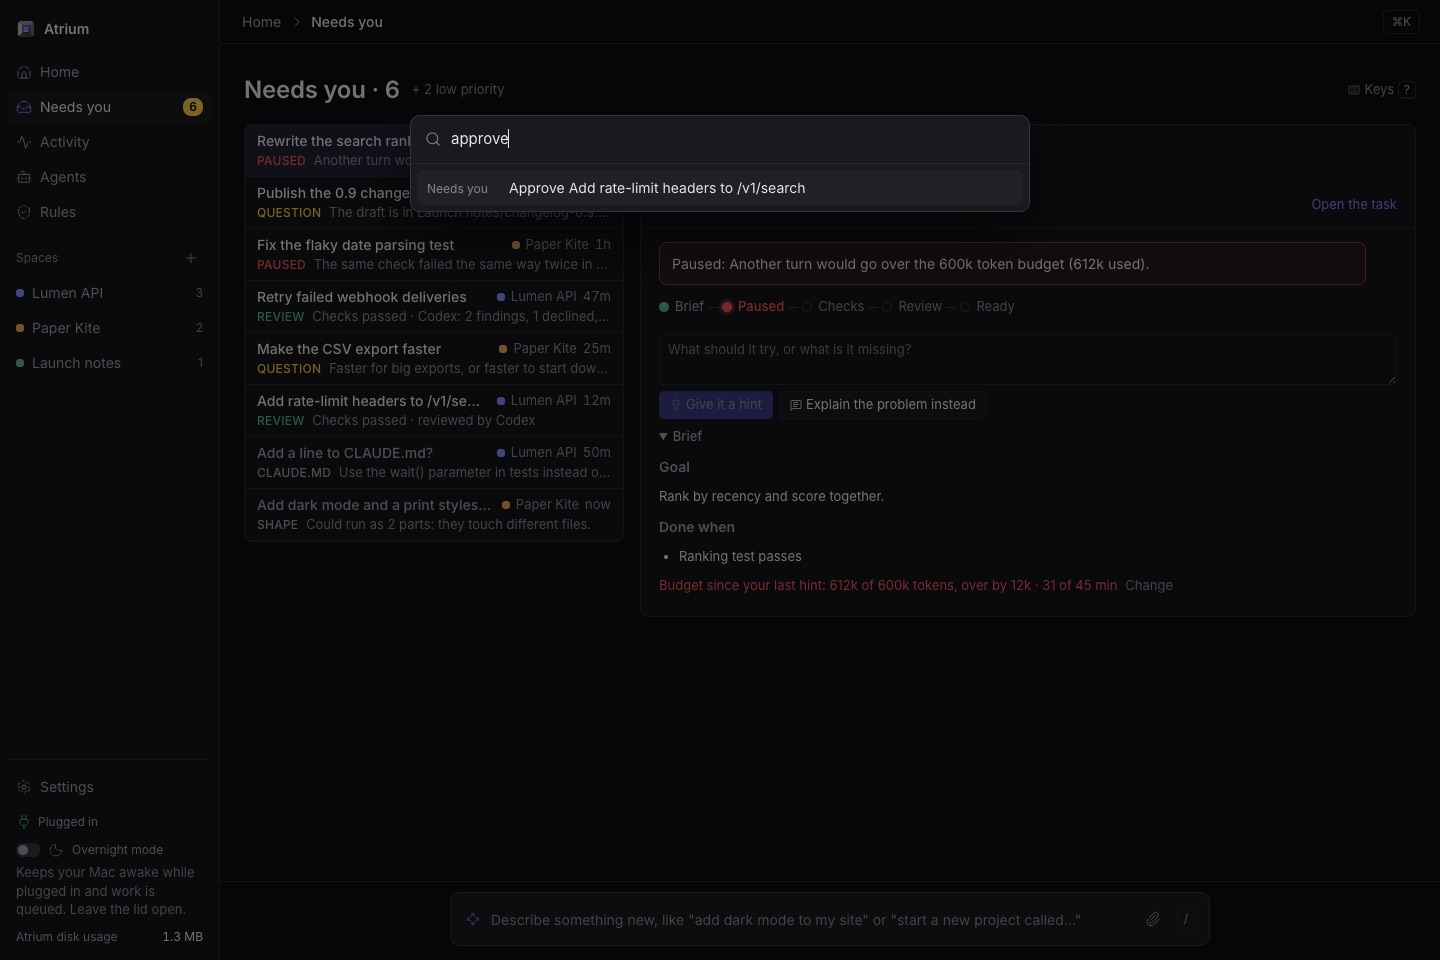 Atrium
Home
Needs you 6
Activity
Agents
Rules
Spaces
Lumen API 3
Paper Kite 2
Launch notes 1
Settings
Plugged in
Overnight mode
Keeps your Mac awake while
plugged in and work is
queued. Leave the lid open.
Atrium disk usage 1.3 MB
Home > Needs you
⌘K
Needs you · 6 + 2 low priority
Keys ?
approve
Needs you Approve Add rate-limit headers to /v1/search
Rewrite the search rank
PAUSED Another turn wo
Publish the 0.9 change
QUESTION The draft is in Launch notes/changelog-0.9....
Fix the flaky date parsing test Paper Kite 1h
PAUSED The same check failed the same way twice in ...
Retry failed webhook deliveries Lumen API 47m
REVIEW Checks passed · Codex: 2 findings, 1 declined,...
Make the CSV export faster Paper Kite 25m
QUESTION Faster for big exports, or faster to start dow...
Add rate-limit headers to /v1/se... Lumen API 12m
REVIEW Checks passed · reviewed by Codex
Add a line to CLAUDE.md? Lumen API 50m
CLAUDE.MD Use the wait() parameter in tests instead o...
Add dark mode and a print styles... Paper Kite now
SHAPE Could run as 2 parts: they touch different files.
Open the task
Paused: Another turn would go over the 600k token budget (612k used).
Brief Paused Checks Review Ready
What should it try, or what is it missing?
Give it a hint Explain the problem instead
Brief
Goal
Rank by recency and score together.
Done when
• Ranking test passes
Budget since your last hint: 612k of 600k tokens, over by 12k · 31 of 45 min Change
Describe something new, like "add dark mode to my site" or "start a new project called..." /